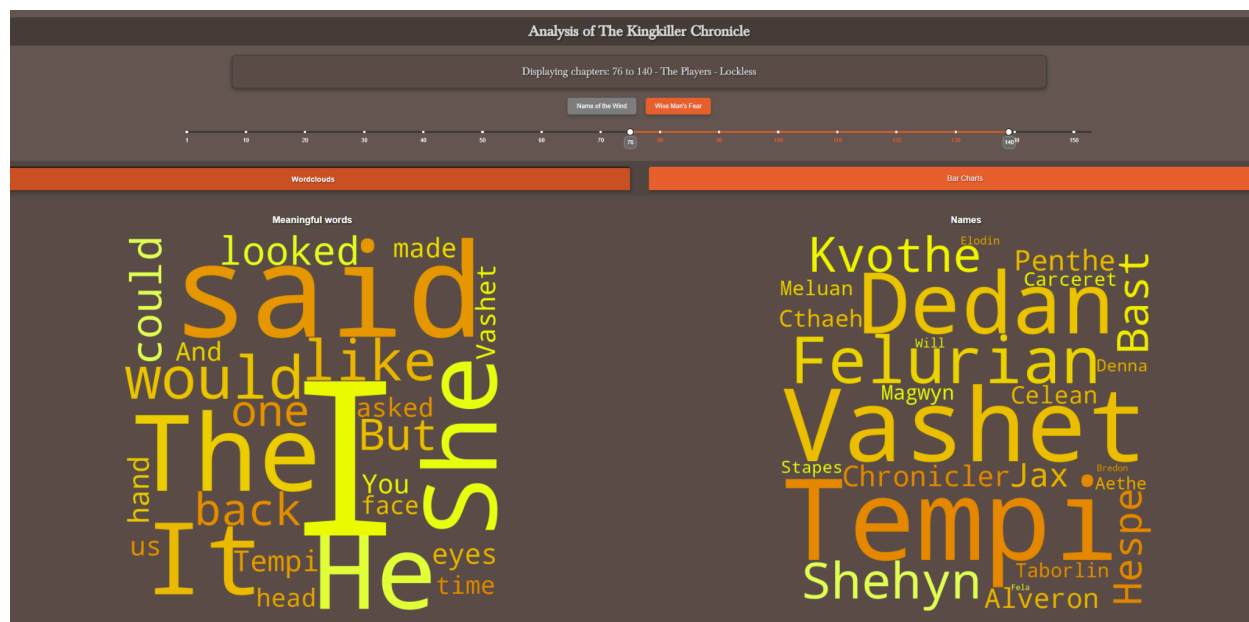 Analysis of The Kingkiller Chronicle
Displaying chapters: 76 to 140 - The Players - Lockless
Name of the Wind Wise Man's Fear
1 10 20 30 40 50 60 70 76 80 90 100 110 120 130 140 150
Wordclouds Bar Charts
Meaningful words Names
could
looked
made
said
Vashet
And
like
would
one
asked
But
She
The
I
You
face
hand
back
us
It
Tempi
He
eyes
time
head
Kvothe
Elodin
Penthe
Carceret
Bast
Meluan
Dedan
Cthaeh
Will
Felurian
Denna
Magwyn
Celean
Vashet
Stapes
Chronicler
Jax
Bredon
Aethe
Tempi
Hespe
Shehyn
Taborlin
Fela
Alveron